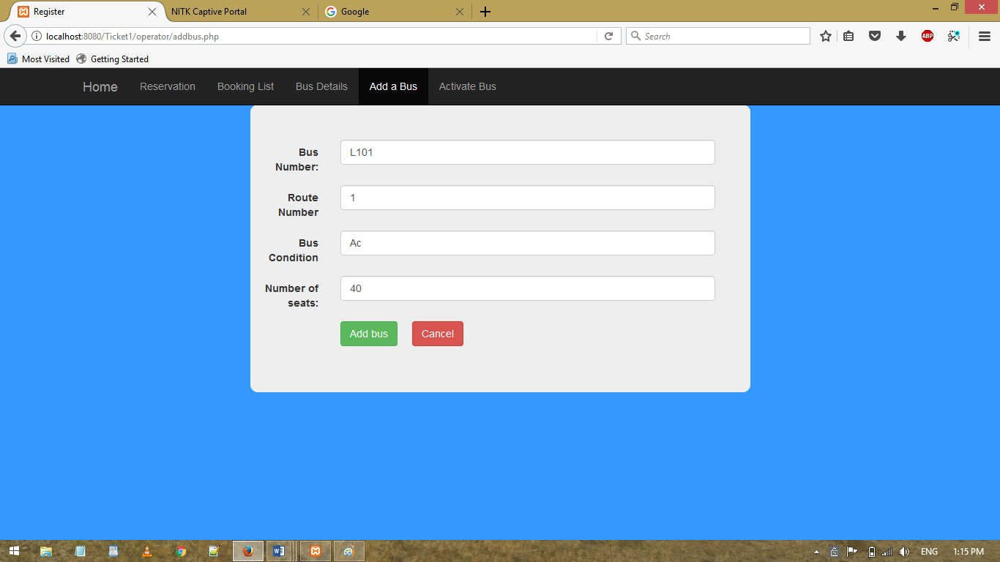 Register
NITK Captive Portal
Google
localhost:8080/Ticket1/operator/addbus.php
Search
ABP
Most Visited
Getting Started
Home
Reservation
Booking List
Bus Details
Add a Bus
Activate Bus
Bus
Number:
L101
Route
Number
1
Bus
Condition
Ac
Number of
seats:
40
Add bus
Cancel
ENG
1:15 PM